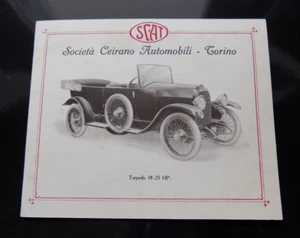 SCAT
Società Ceirano Automobili - Torino
Torpedo 18-25 HP.